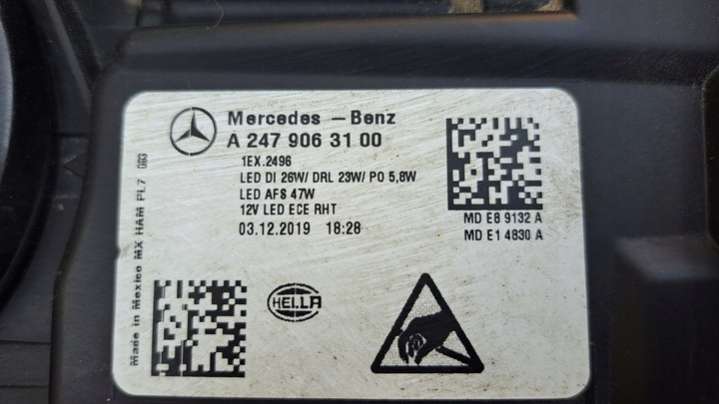 Mercedes-Benz
A 247 906 31 00
1EX.2496
LED DI 26W/ DRL 23W/ PO 5,8W
LED AFS 47W
12V LED ECE RHT
03.12.2019 18:28
MD E8 9132 A
MD E1 4830 A
HELLA
Made in Mexico MX HAM PL7 083